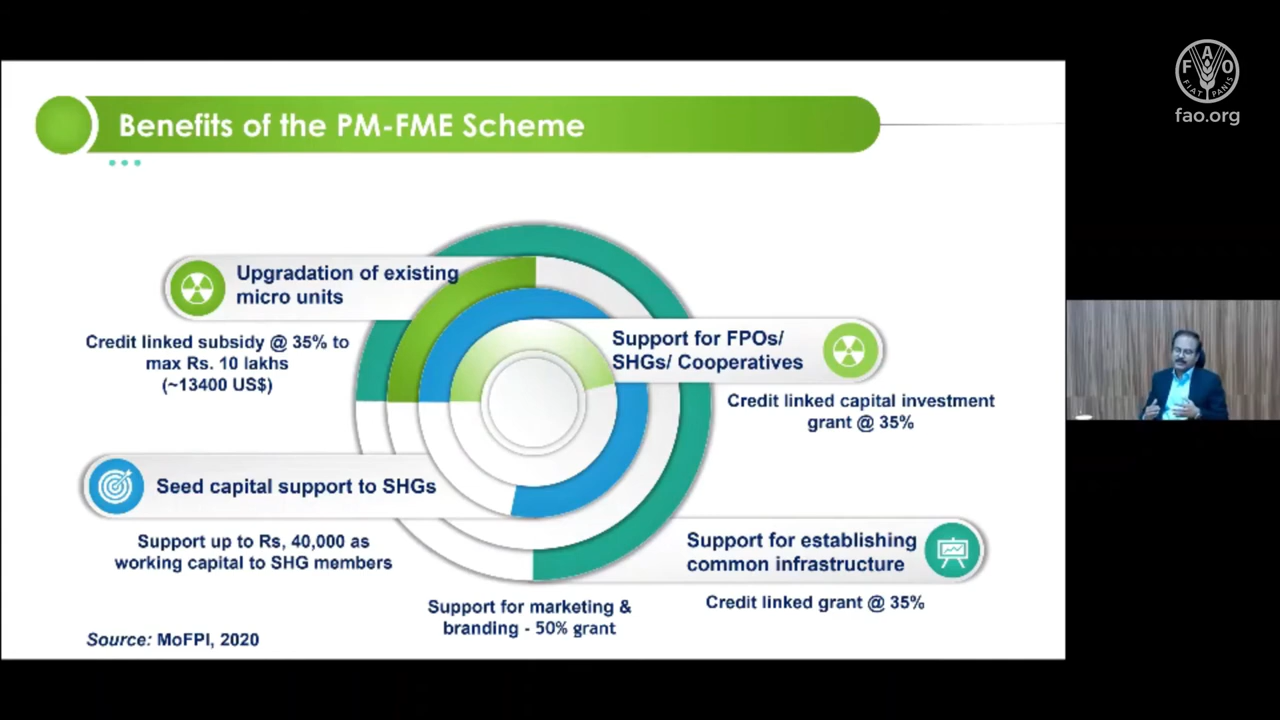 Benefits of the PM-FME Scheme
Upgradation of existing
micro units
Credit linked subsidy @ 35% to
max Rs. 10 lakhs
(~13400 US$)
Support for FPOs/
SHGs/ Cooperatives
Credit linked capital investment
grant @ 35%
Seed capital support to SHGs
Support up to Rs, 40,000 as
working capital to SHG members
Support for establishing
common infrastructure
Credit linked grant @ 35%
Support for marketing &
branding - 50% grant
Source: MoFPI, 2020
F A O
FIAT PANIS
fao.org